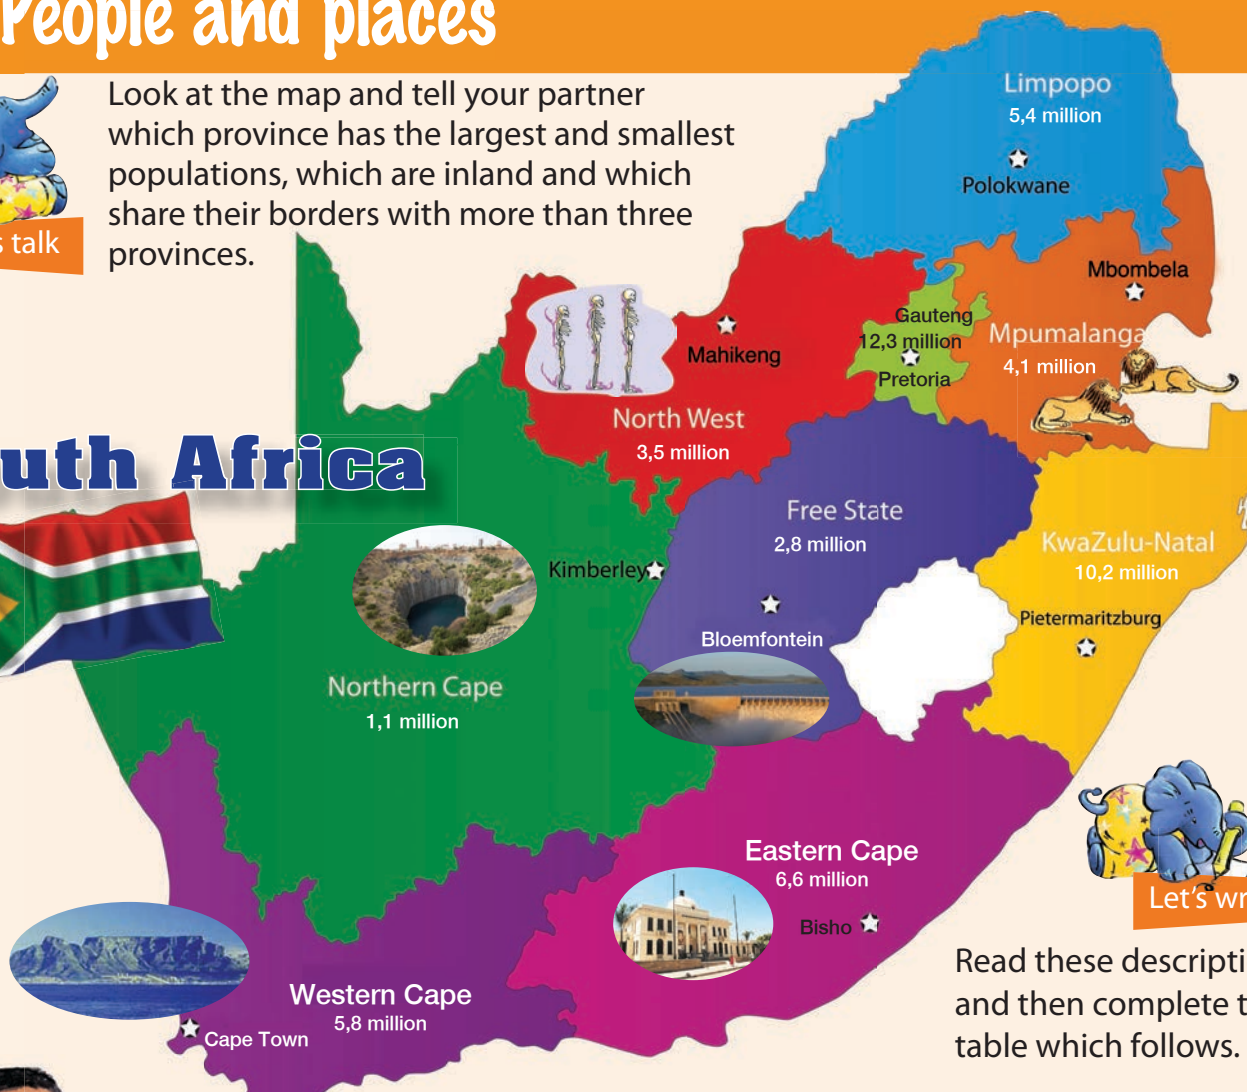 People and places
Look at the map and tell your partner
which province has the largest and smallest
populations, which are inland and which
share their borders with more than three
provinces.
s talk
Limpopo
5,4 million
Polokwane
Mbombela
Mpumalanga
4,1 million
Gauteng
12,3 million
Pretoria
Mahikeng
North West
3,5 million
uth Africa
Free State
2,8 million
Bloemfontein
KwaZulu-Natal
10,2 million
Pietermaritzburg
Kimberley
Northern Cape
1,1 million
Eastern Cape
6,6 million
Bisho
Western Cape
5,8 million
Cape Town
Let's wr
Read these descripti
and then complete t
table which follows.